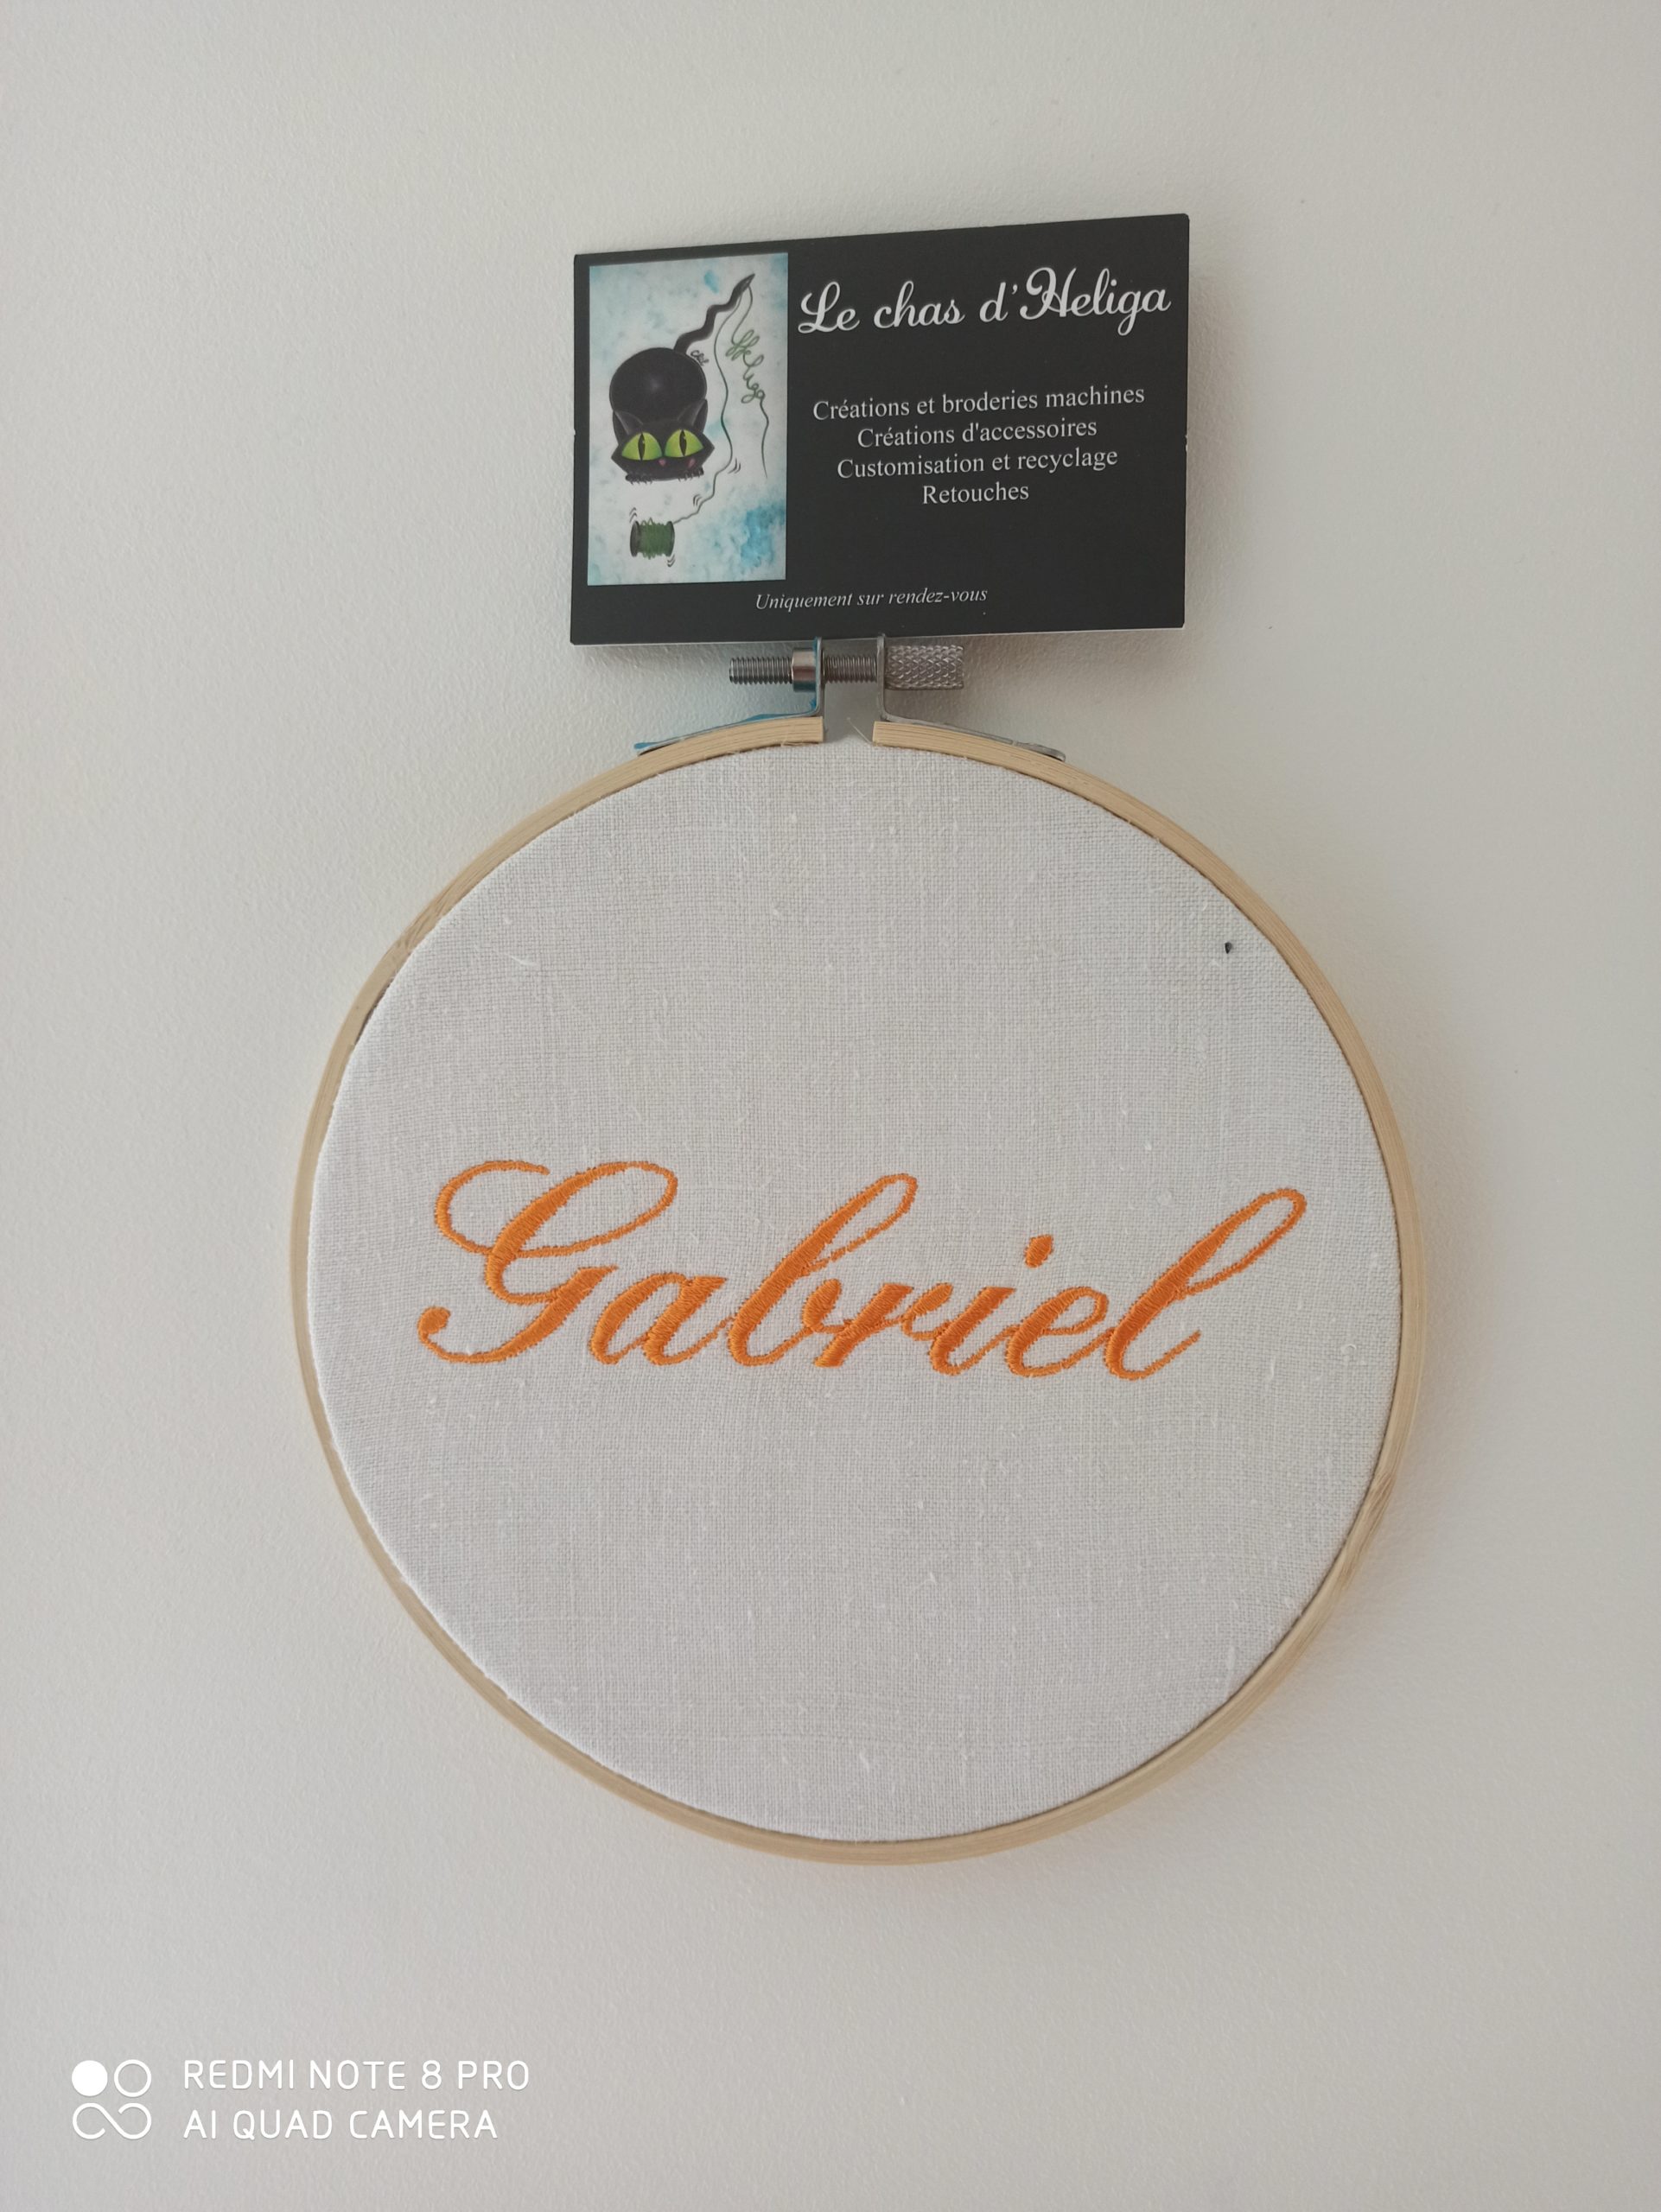 Le chas d'Heliga
Heliga
Créations et broderies machines
Créations d'accessoires
Customisation et recyclage
Retouches
Uniquement sur rendez-vous
Gabriel
REDMI NOTE 8 PRO
AI QUAD CAMERA